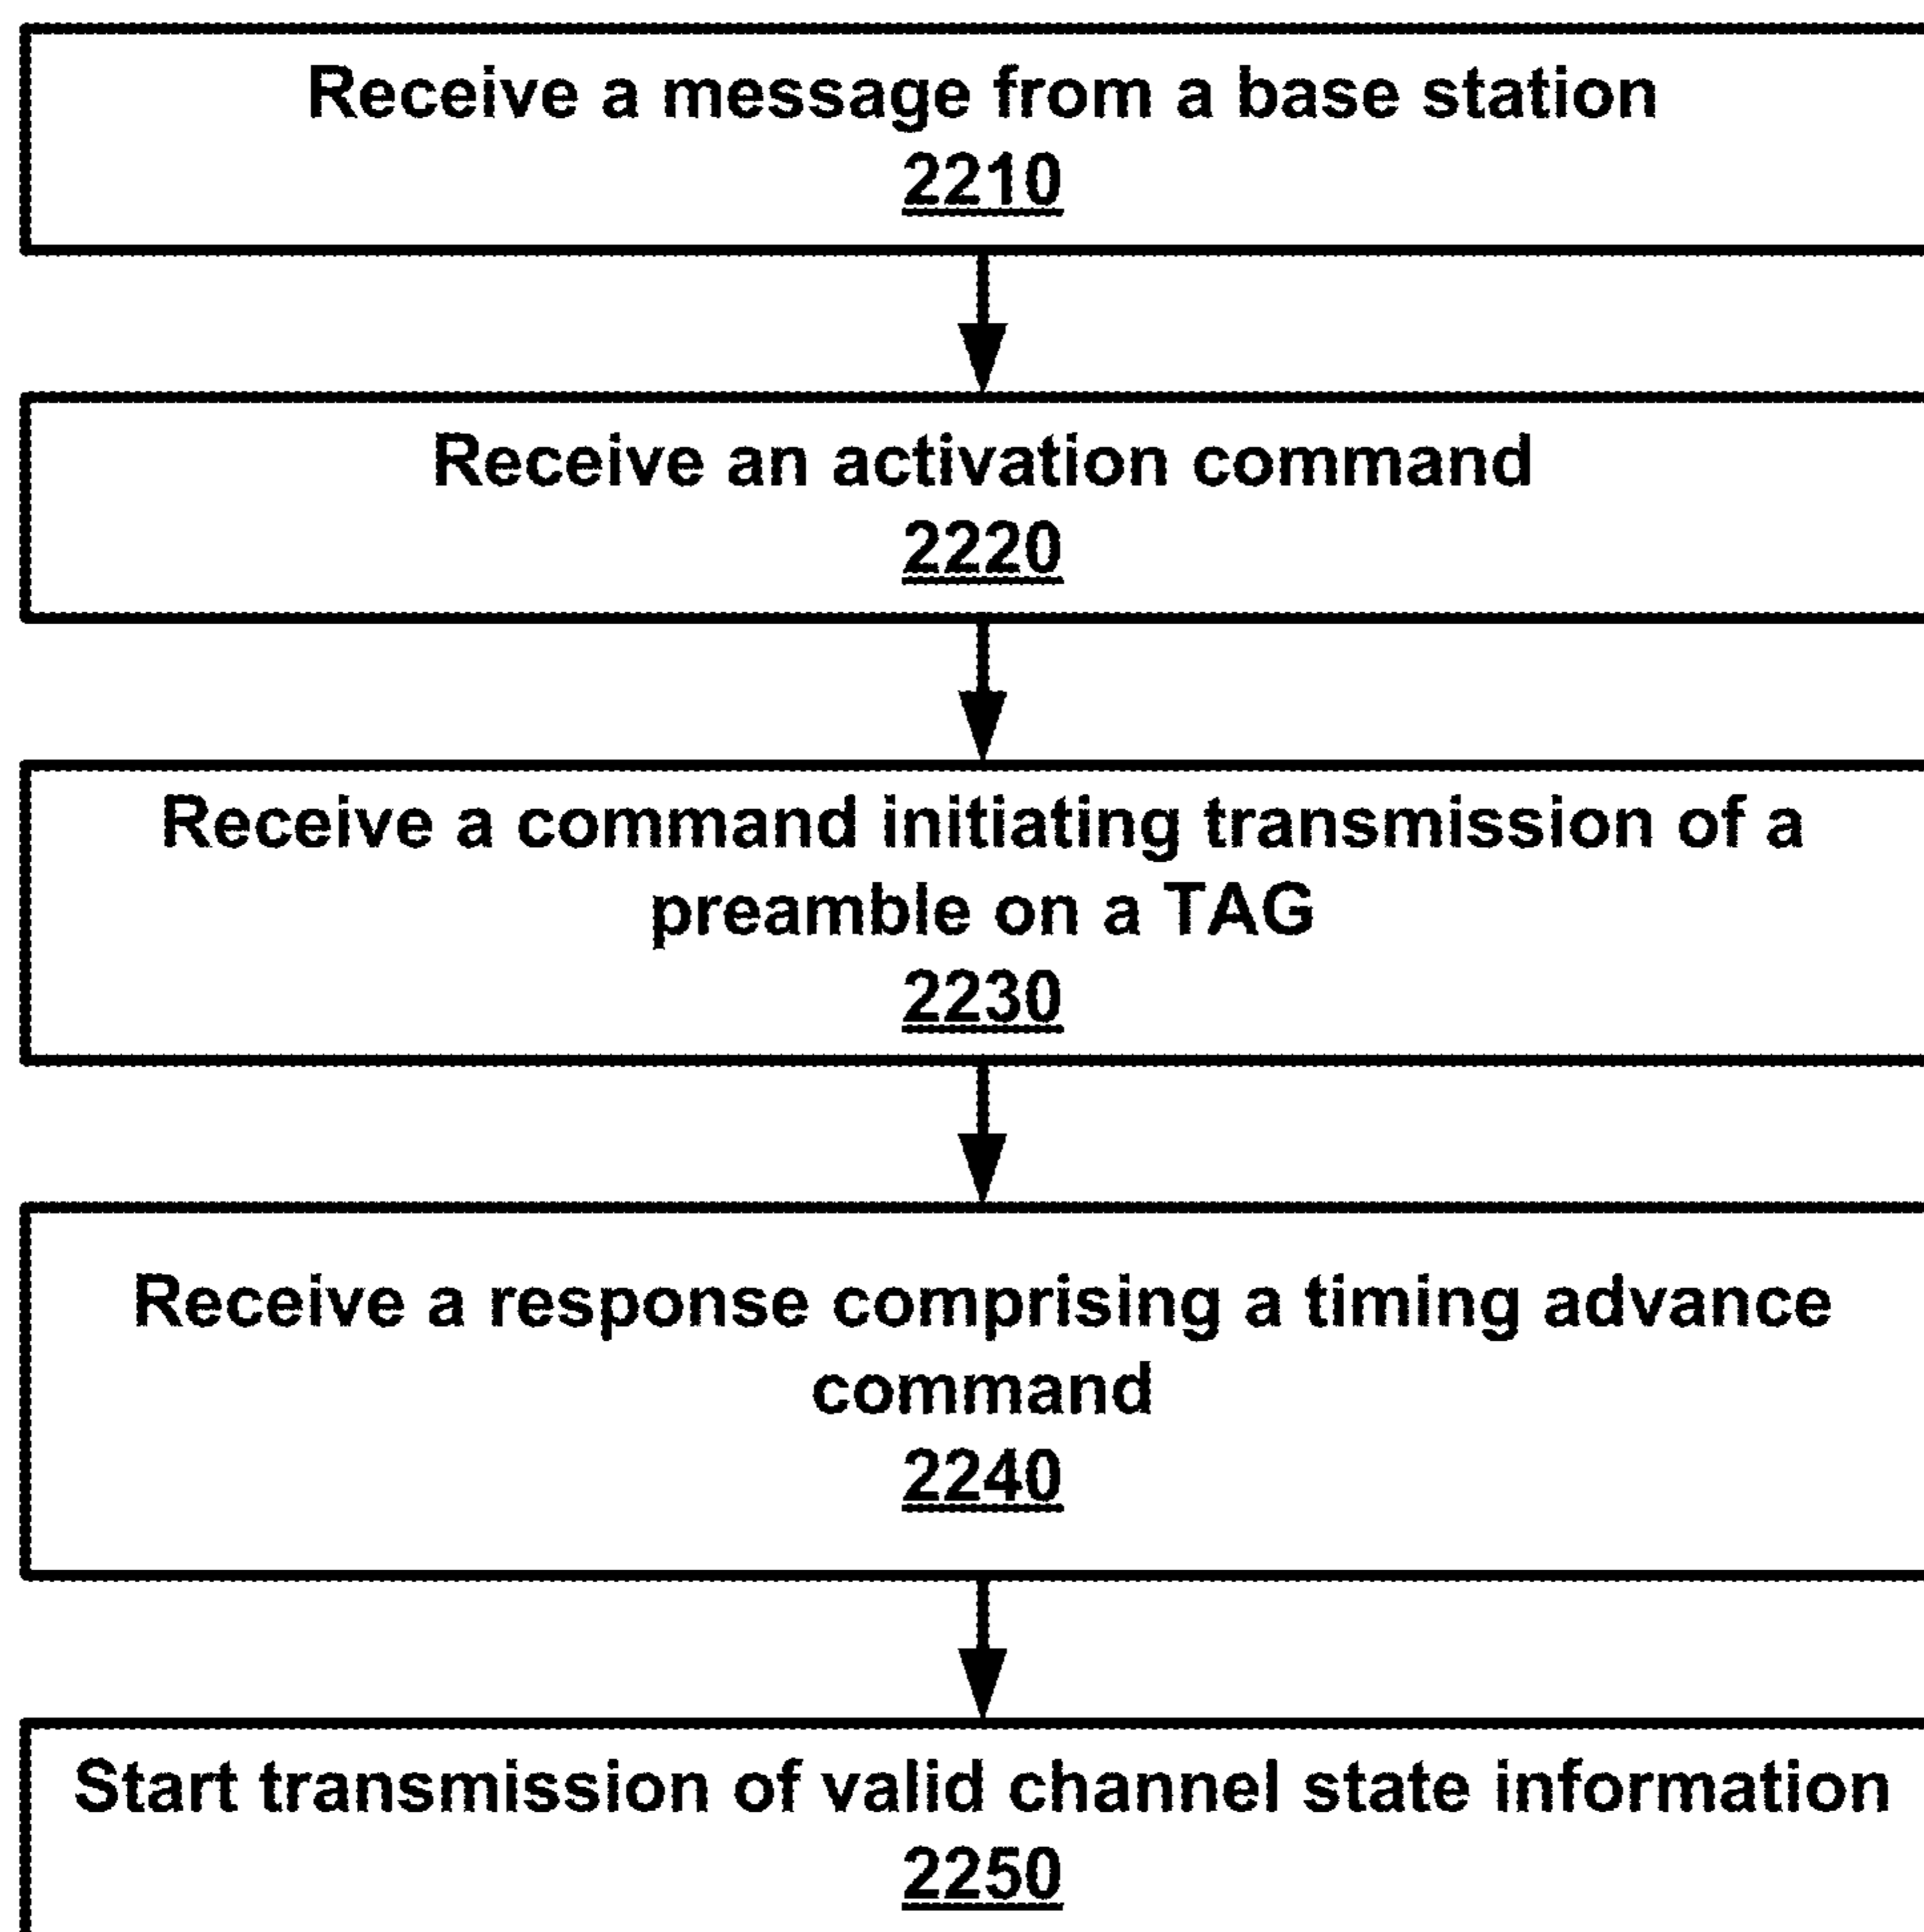 Receive a message from a base station
2210
Receive an activation command
2220
Receive a command initiating transmission of a
preamble on a TAG
2230
Receive a response comprising a timing advance
command
2240
Start transmission of valid channel state information
2250